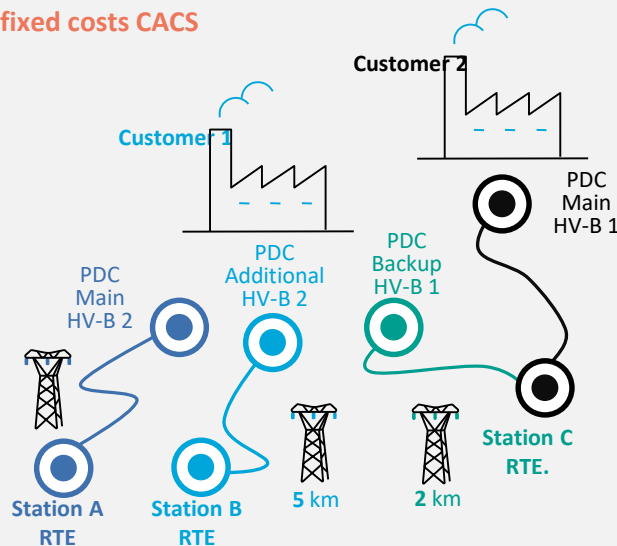 fixed costs CACS
Customer 2
Customer 1
PDC
Main
HV-B 1
PDC
Additional
HV-B 2
PDC
Backup
HV-B 1
PDC
Main
HV-B 2
Station C
RTE.
5 km
2 km
Station A
RTE
Station B
RTE